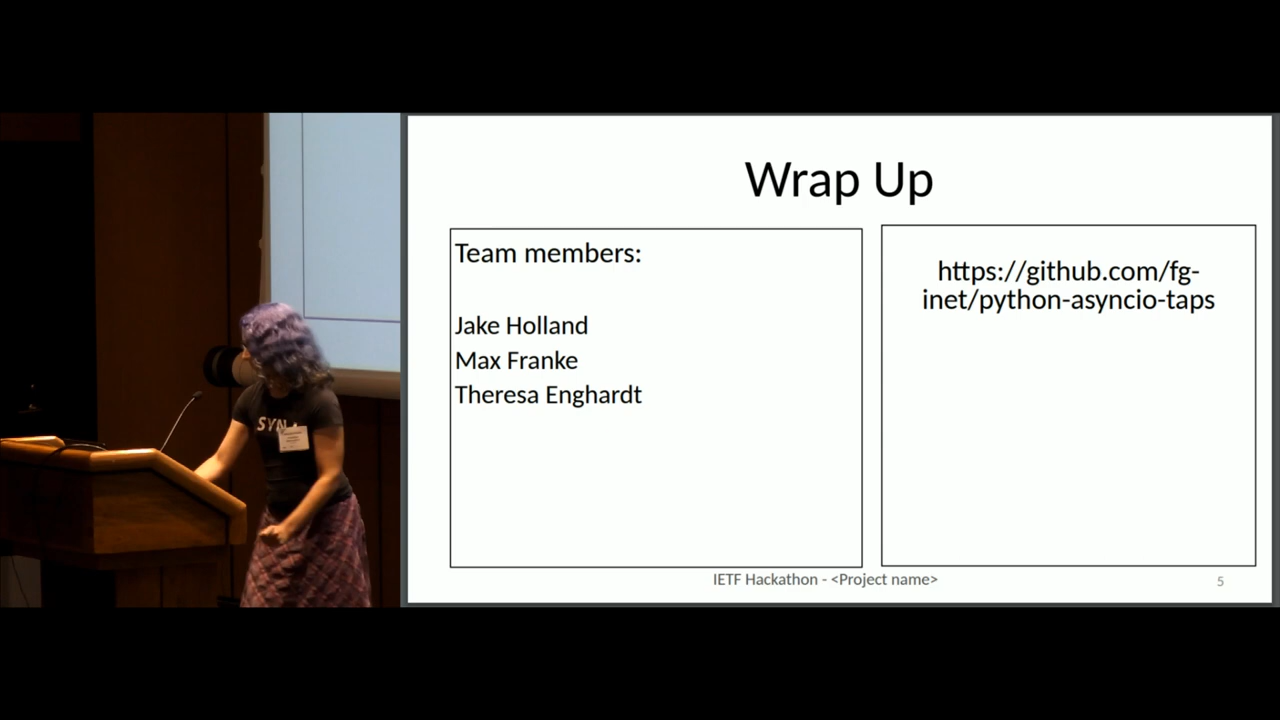 Wrap Up
Team members:
Jake Holland
Max Franke
Theresa Enghardt
https://github.com/fg-
inet/python-asyncio-taps
IETF Hackathon - <Project name>
5